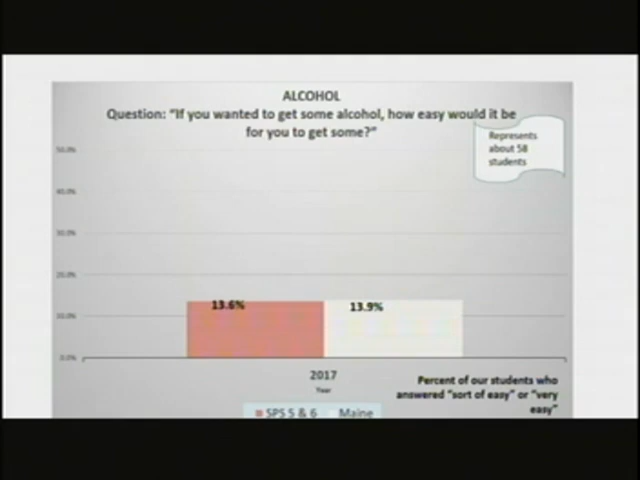 ALCOHOL
Question: “If you wanted to get some alcohol, how easy would it be
for you to get some?”
Represents
about 58
students
50.0%
40.0%
30.0%
20.0%
10.0%
0.0%
13.6%
13.9%
2017
Year
Percent of our students who
answered “sort of easy” or “very
easy”
SPS 5 & 6 Maine